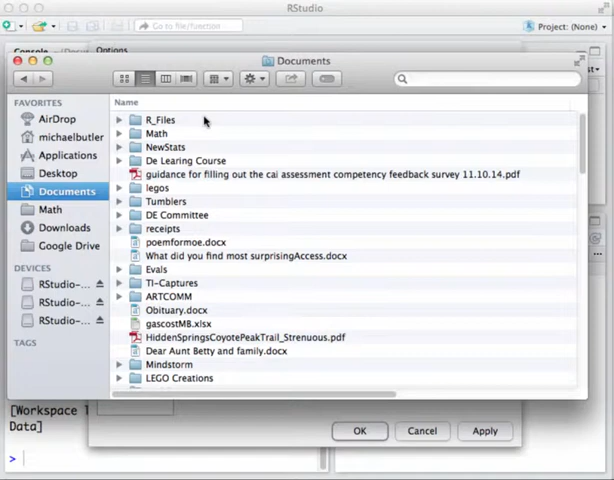 RStudio
Go to file/function
Project: (None)
Console
Options
Documents
FAVORITES
Name
AirDrop
michaelbutler
Applications
Desktop
Documents
Math
Downloads
Google Drive
DEVICES
RStudio-...
RStudio-...
RStudio-...
TAGS
R_Files
Math
NewStats
De Learing Course
guidance for filling out the cai assessment competency feedback survey 11.10.14.pdf
legos
Tumblers
DE Committee
receipts
poemformoe.docx
What did you find most surprisingAccess.docx
Evals
TI-Captures
ARTCOMM
Obituary.docx
gascostMB.xlsx
HiddenSpringsCoyotePeakTrail_Strenuous.pdf
Dear Aunt Betty and family.docx
Mindstorm
LEGO Creations
[Workspace
Data]
>
OK
Cancel
Apply